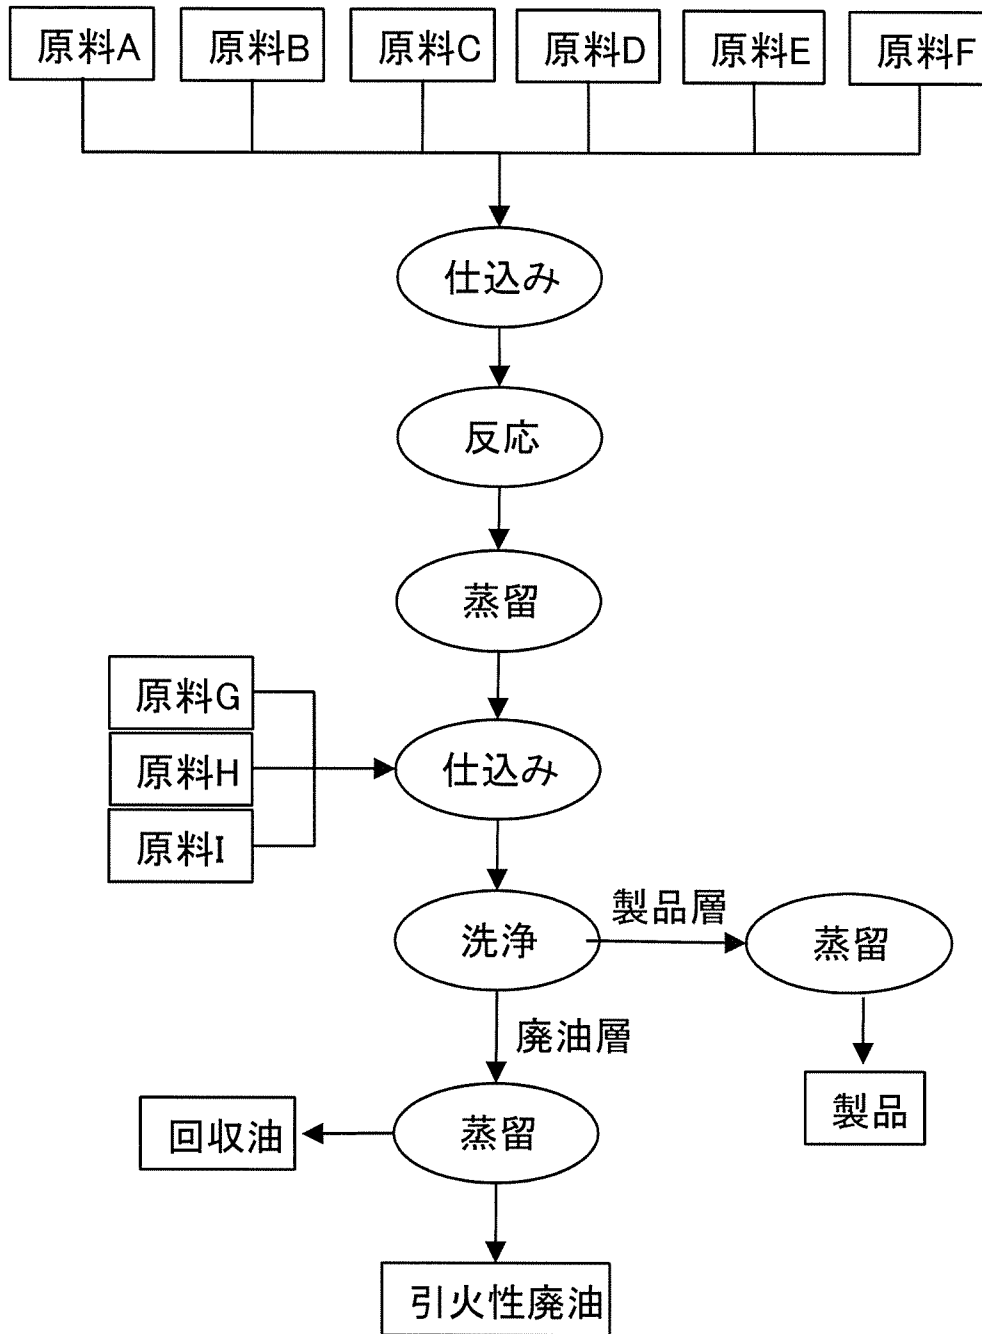 原料A
原料B
原料C
原料D
原料E
原料F
仕込み
反応
蒸留
原料G
原料H
原料I
仕込み
洗浄
製品層
蒸留
廃油層
製品
回収油
蒸留
引火性廃油